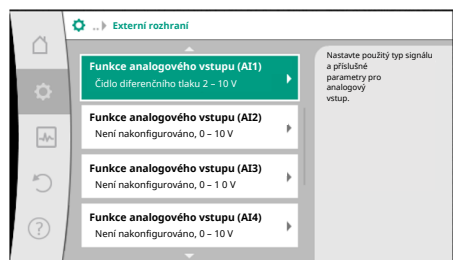 .. Externí rozhraní
Funkce analogového vstupu (AI1)
Čidlo diferenčního tlaku 2 – 10 V
Funkce analogového vstupu (AI2)
Není nakonfigurováno, 0 – 10 V
Funkce analogového vstupu (AI3)
Není nakonfigurováno, 0 – 1 0 V
Funkce analogového vstupu (AI4)
Není nakonfigurováno, 0 – 10 V
Nastavte použitý typ signálu
a příslušné
parametry pro
analogový
vstup.